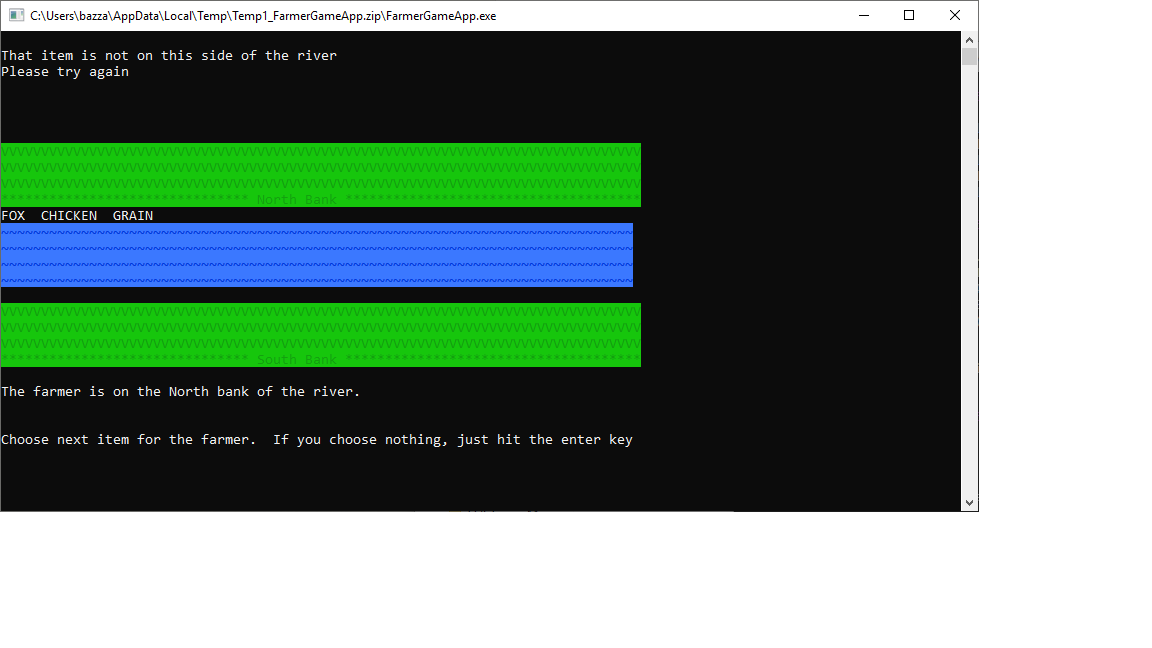 C:\Users\bazza\AppData\Local\Temp\Temp1_FarmerGameApp.zip\FarmerGameApp.exe
That item is not on this side of the river
Please try again
North Bank
FOX CHICKEN GRAIN
South Bank
The farmer is on the North bank of the river.
Choose next item for the farmer. If you choose nothing, just hit the enter key